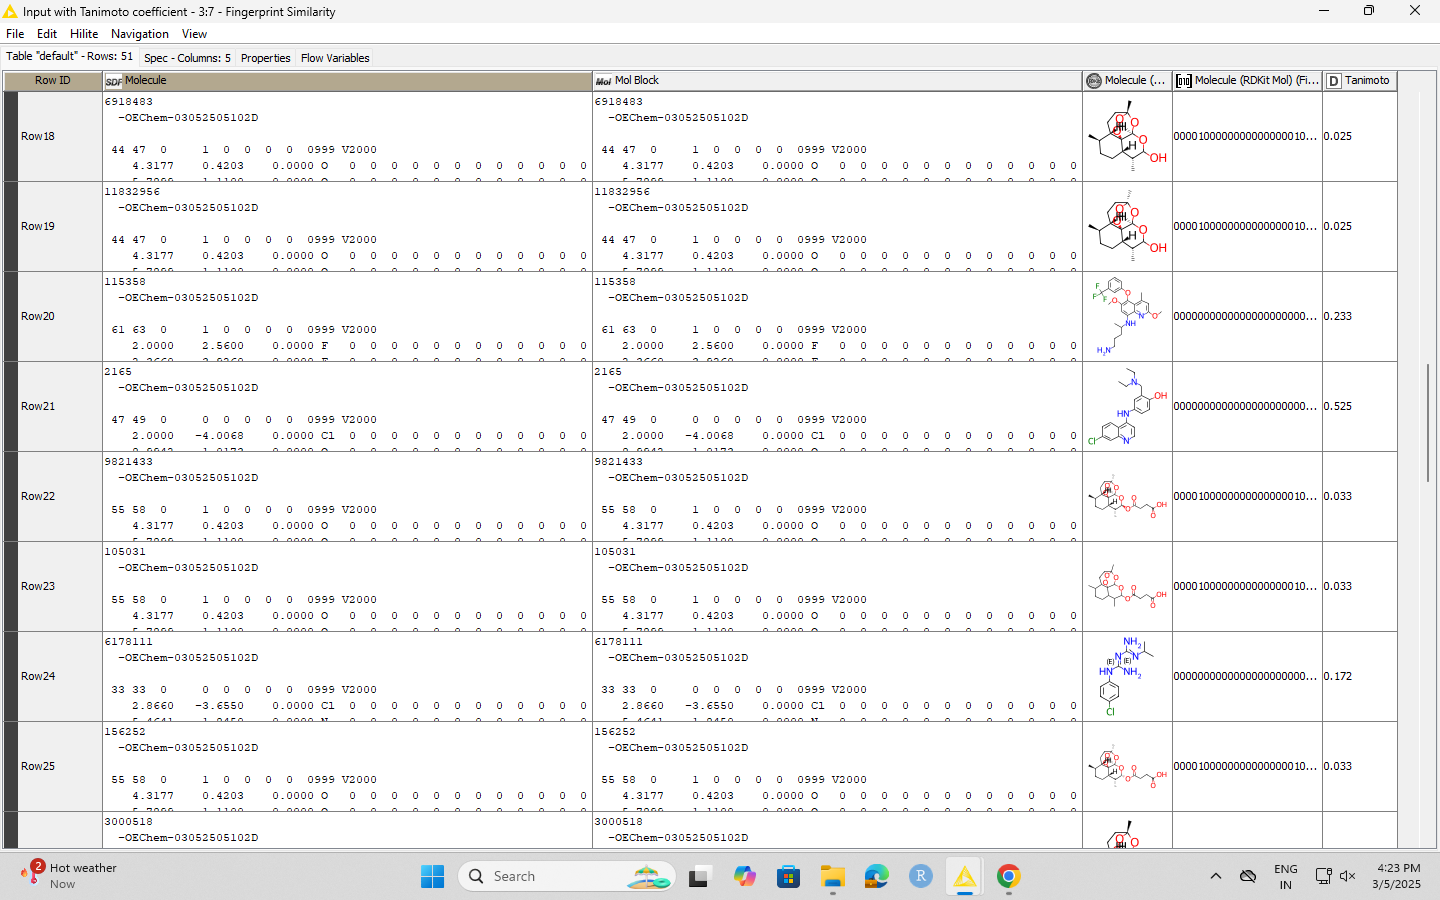 Input with Tanimoto coefficient - 3:7 - Fingerprint Similarity
File Edit Hilite Navigation View
Table "default" - Rows: 51 Spec - Columns: 5 Properties Flow Variables
Row ID SDF Molecule Mol Mol Block Molecule (... Molecule (RDKit Mol) (Fi... D Tanimoto
Row18
6918483
-OEChem-03052505102D
44 47 0 1 0 0 0 0 0999 V2000
4.3177 0.4203 0.0000 O 0 0 0 0 0 0 0 0 0 0 0 0
6918483
-OEChem-03052505102D
44 47 0 1 0 0 0 0 0999 V2000
4.3177 0.4203 0.0000 O 0 0 0 0 0 0 0 0 0 0 0 0
O O O O H H OH
0000100000000000000010...
0.025
Row19
11832956
-OEChem-03052505102D
44 47 0 1 0 0 0 0 0999 V2000
4.3177 0.4203 0.0000 O 0 0 0 0 0 0 0 0 0 0 0 0
11832956
-OEChem-03052505102D
44 47 0 1 0 0 0 0 0999 V2000
4.3177 0.4203 0.0000 O 0 0 0 0 0 0 0 0 0 0 0 0
O O O O H H OH
0000100000000000000010...
0.025
Row20
115358
-OEChem-03052505102D
61 63 0 1 0 0 0 0 0999 V2000
2.0000 2.5600 0.0000 F 0 0 0 0 0 0 0 0 0 0 0 0
115358
-OEChem-03052505102D
61 63 0 1 0 0 0 0 0999 V2000
2.0000 2.5600 0.0000 F 0 0 0 0 0 0 0 0 0 0 0 0
F F F O O N O NH H2N
0000000000000000000000...
0.233
Row21
2165
-OEChem-03052505102D
47 49 0 0 0 0 0 0 0999 V2000
2.0000 -4.0068 0.0000 Cl 0 0 0 0 0 0 0 0 0 0 0 0
2165
-OEChem-03052505102D
47 49 0 0 0 0 0 0 0999 V2000
2.0000 -4.0068 0.0000 Cl 0 0 0 0 0 0 0 0 0 0 0 0
N OH HN Cl N
0000000000000000000000...
0.525
Row22
9821433
-OEChem-03052505102D
55 58 0 1 0 0 0 0 0999 V2000
4.3177 0.4203 0.0000 O 0 0 0 0 0 0 0 0 0 0 0 0
9821433
-OEChem-03052505102D
55 58 0 1 0 0 0 0 0999 V2000
4.3177 0.4203 0.0000 O 0 0 0 0 0 0 0 0 0 0 0 0
O O H H O O OH O
0000100000000000000010...
0.033
Row23
105031
-OEChem-03052505102D
55 58 0 1 0 0 0 0 0999 V2000
4.3177 0.4203 0.0000 O 0 0 0 0 0 0 0 0 0 0 0 0
105031
-OEChem-03052505102D
55 58 0 1 0 0 0 0 0999 V2000
4.3177 0.4203 0.0000 O 0 0 0 0 0 0 0 0 0 0 0 0
O O O O O O OH O
0000100000000000000010...
0.033
Row24
6178111
-OEChem-03052505102D
33 33 0 0 0 0 0 0 0999 V2000
2.8660 -3.6550 0.0000 Cl 0 0 0 0 0 0 0 0 0 0 0 0
6178111
-OEChem-03052505102D
33 33 0 0 0 0 0 0 0999 V2000
2.8660 -3.6550 0.0000 Cl 0 0 0 0 0 0 0 0 0 0 0 0
NH2 N N (E) (E) HN NH2 Cl
0000000000000000000000...
0.172
Row25
156252
-OEChem-03052505102D
55 58 0 1 0 0 0 0 0999 V2000
4.3177 0.4203 0.0000 O 0 0 0 0 0 0 0 0 0 0 0 0
156252
-OEChem-03052505102D
55 58 0 1 0 0 0 0 0999 V2000
4.3177 0.4203 0.0000 O 0 0 0 0 0 0 0 0 0 0 0 0
O O H H O O OH O
0000100000000000000010...
0.033
3000518
-OEChem-03052505102D
3000518
-OEChem-03052505102D
2 Hot weather
Now
Search
ENG
IN
4:23 PM
3/5/2025